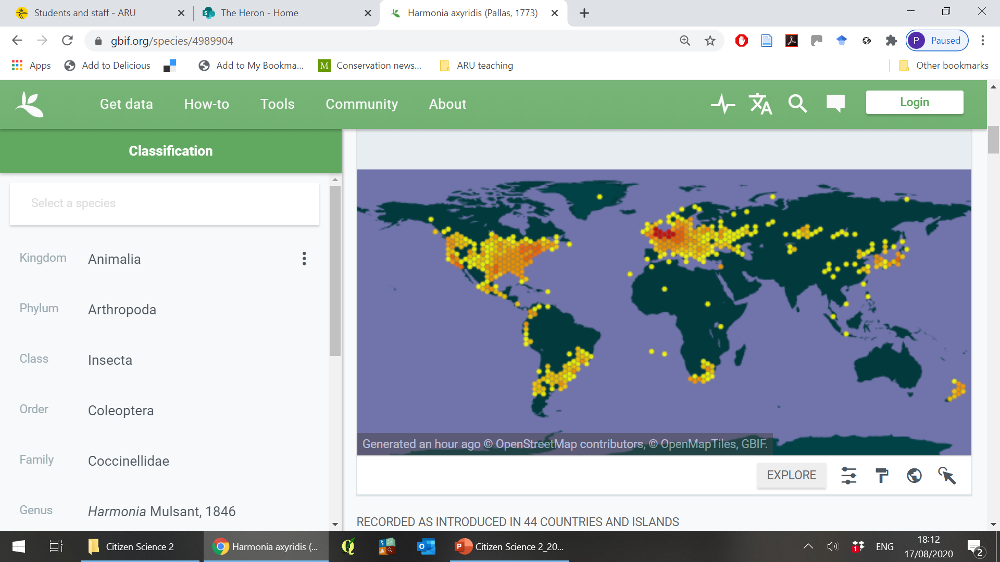 Students and staff - ARU
The Heron - Home
Harmonia axyridis (Pallas, 1773)
gbif.org/species/4989904
P Paused
Apps
Add to Delicious
Add to My Bookma...
M Conservation news...
ARU teaching
Other bookmarks
Get data
How-to
Tools
Community
About
Login
Classification
Select a species
Kingdom Animalia
Phylum Arthropoda
Class Insecta
Order Coleoptera
Family Coccinellidae
Genus Harmonia Mulsant, 1846
Generated an hour ago © OpenStreetMap contributors, © OpenMapTiles, GBIF.
EXPLORE
RECORDED AS INTRODUCED IN 44 COUNTRIES AND ISLANDS
Citizen Science 2
Harmonia axyridis (...
Citizen Science 2_20...
1
ENG
18:12
17/08/2020
2